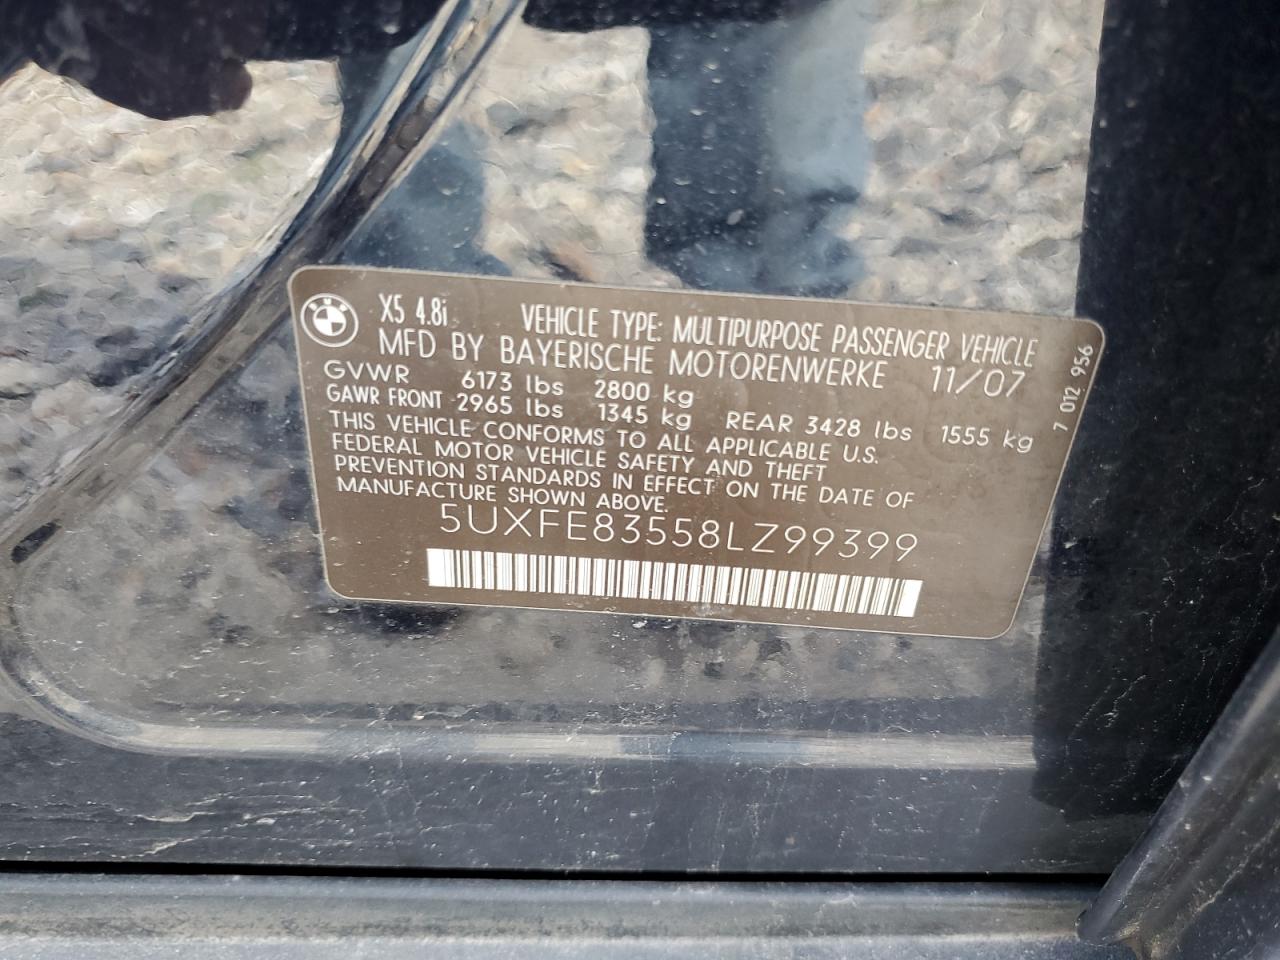 BMW
X5 4.8i VEHICLE TYPE: MULTIPURPOSE PASSENGER VEHICLE
MFD BY BAYERISCHE MOTORENWERKE 11/07
GVWR 6173 lbs 2800 kg
GAWR FRONT 2965 lbs 1345 kg REAR 3428 lbs 1555 kg
THIS VEHICLE CONFORMS TO ALL APPLICABLE U.S.
FEDERAL MOTOR VEHICLE SAFETY AND THEFT
PREVENTION STANDARDS IN EFFECT ON THE DATE OF
MANUFACTURE SHOWN ABOVE.
5UXFE83558LZ99399
7 012 956